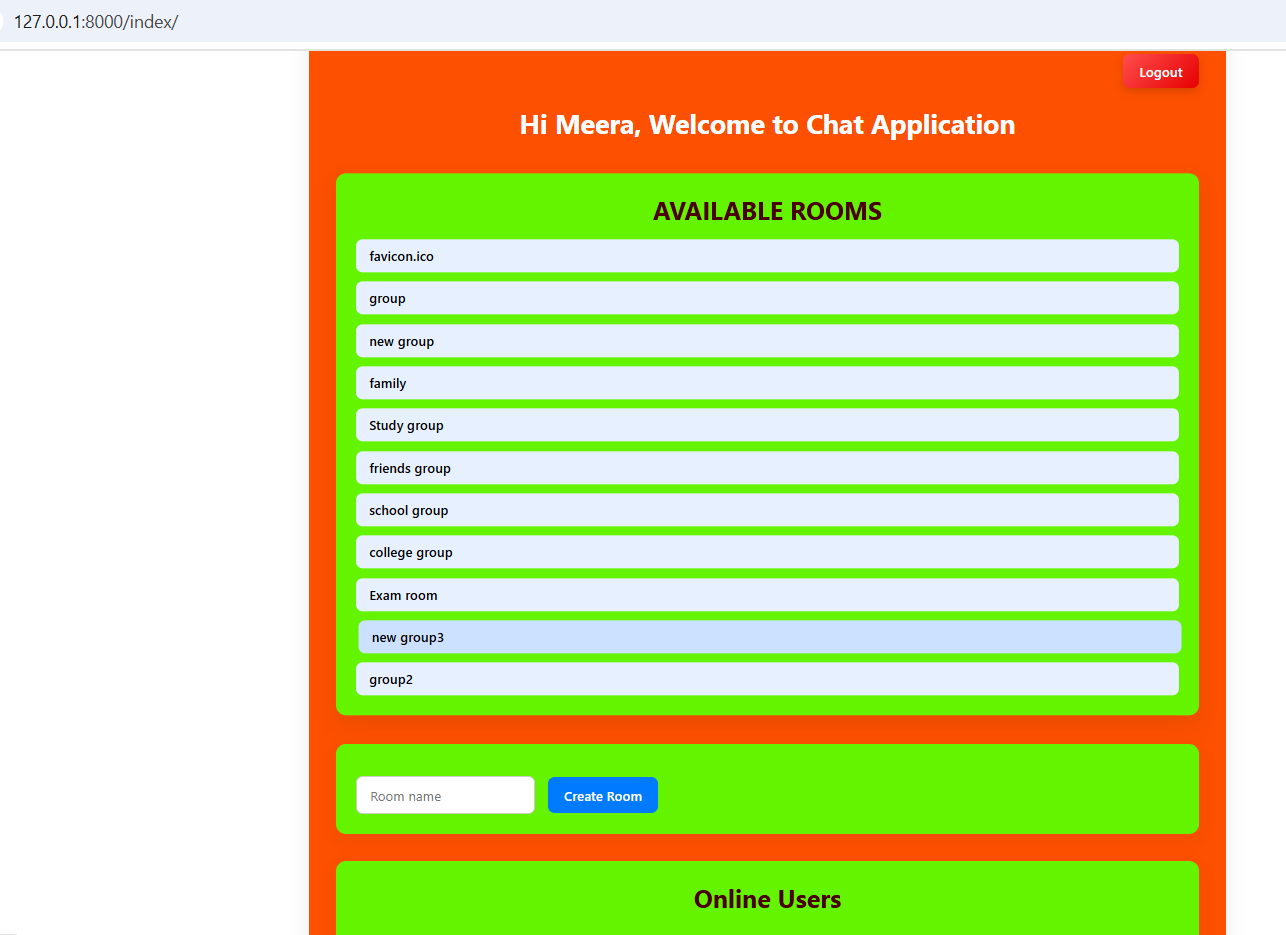 127.0.0.1:8000/index/
Logout
Hi Meera, Welcome to Chat Application
AVAILABLE ROOMS
favicon.ico
group
new group
family
Study group
friends group
school group
college group
Exam room
new group3
group2
Room name
Create Room
Online Users